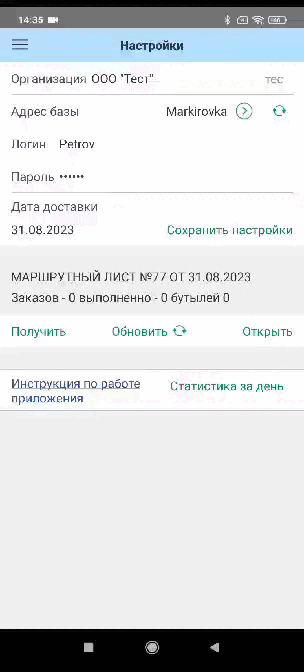 14:35
Настройки
Организация ООО "Тест" тес
Адрес базы Markirovka
Логин Petrov
Пароль ••••••
Дата доставки
31.08.2023 Сохранить настройки
МАРШРУТНЫЙ ЛИСТ №77 ОТ 31.08.2023
Заказов - 0 выполненно - 0 бутылей 0
Получить Обновить Открыть
Инструкция по работе
приложения
Статистика за день